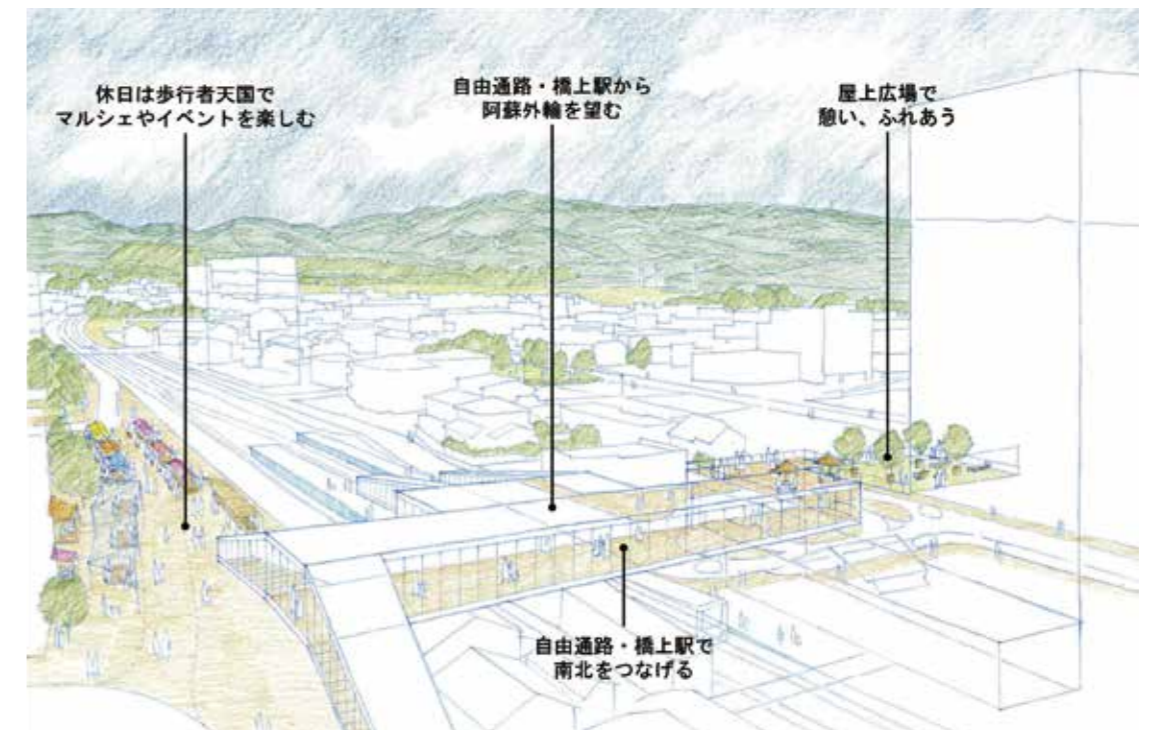 休日は歩行者天国で
マルシェやイベントを楽しむ
自由通路・橋上駅から
阿蘇外輪を望む
屋上広場で
憩い、ふれあう
自由通路・橋上駅で
南北をつなげる